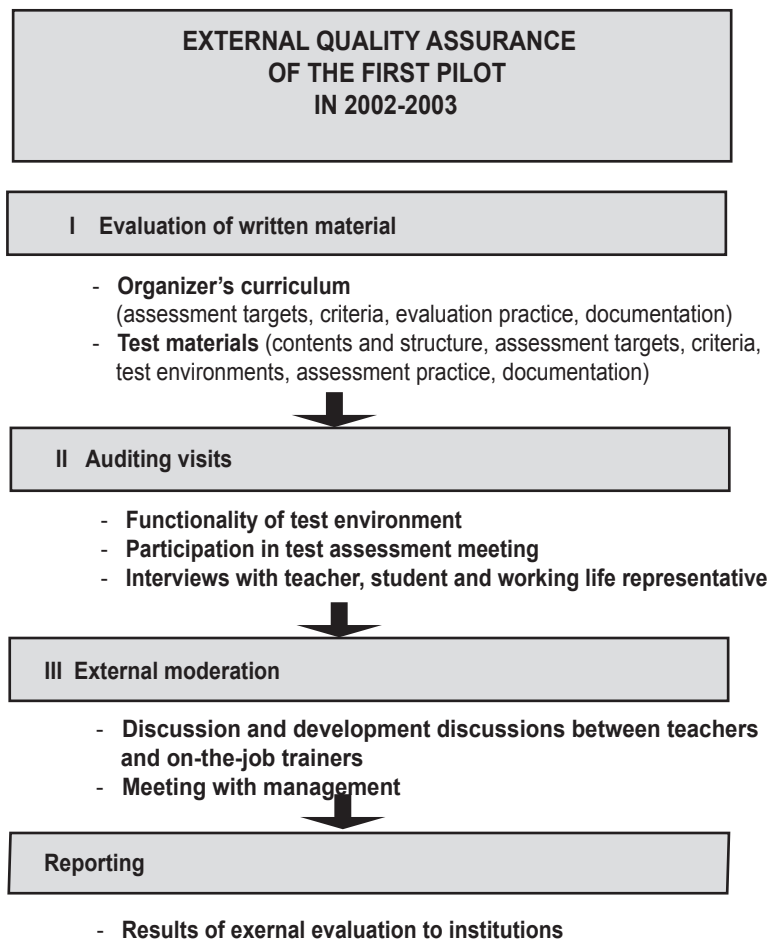 EXTERNAL QUALITY ASSURANCE
OF THE FIRST PILOT
IN 2002-2003
I Evaluation of written material
- Organizer's curriculum
(assessment targets, criteria, evaluation practice, documentation)
- Test materials (contents and structure, assessment targets, criteria,
test environments, assessment practice, documentation)
II Auditing visits
- Functionality of test environment
- Participation in test assessment meeting
- Interviews with teacher, student and working life representative
III External moderation
- Discussion and development discussions between teachers
and on-the-job trainers
- Meeting with management
Reporting
- Results of exernal evaluation to institutions